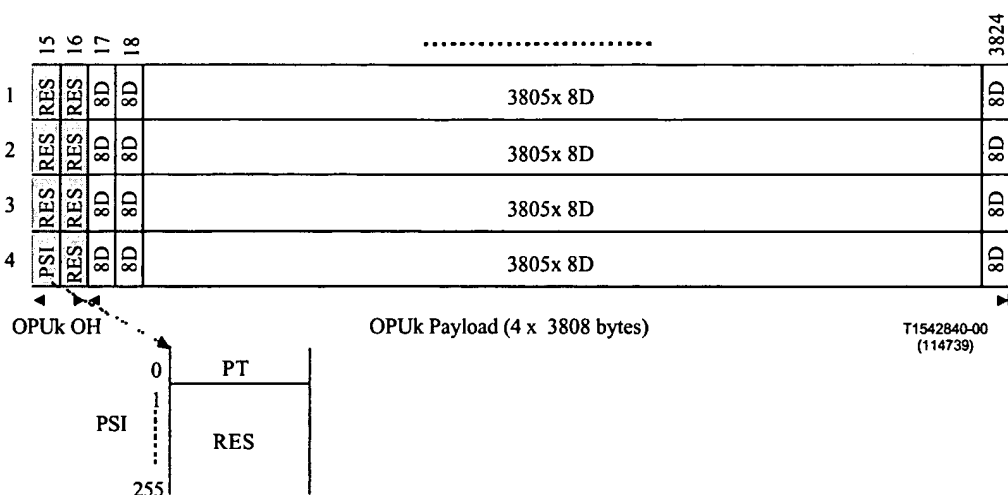 15 16 17 18 3824
1 RES RES 8D 8D 3805x 8D 8D
2 RES RES 8D 8D 3805x 8D 8D
3 RES RES 8D 8D 3805x 8D 8D
4 PSI RES 8D 8D 3805x 8D 8D
OPUk OH OPUk Payload (4 x 3808 bytes) T1542840-00
(114739)
0 PT
1
PSI RES
255